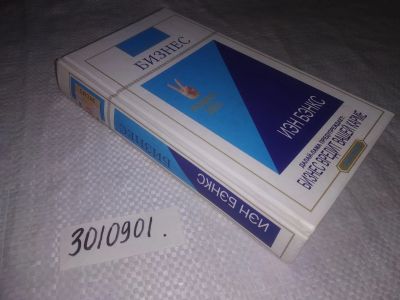 БИЗНЕС
ИЭН БЭНКС
ДАЛАЙ-ЛАМА ПРЕДУПРЕЖДАЕТ:
БИЗНЕС ВРЕДИТ ВАШЕЙ КАРМЕ
БИЗНЕС
ИЭН БЭНКС
3010901.